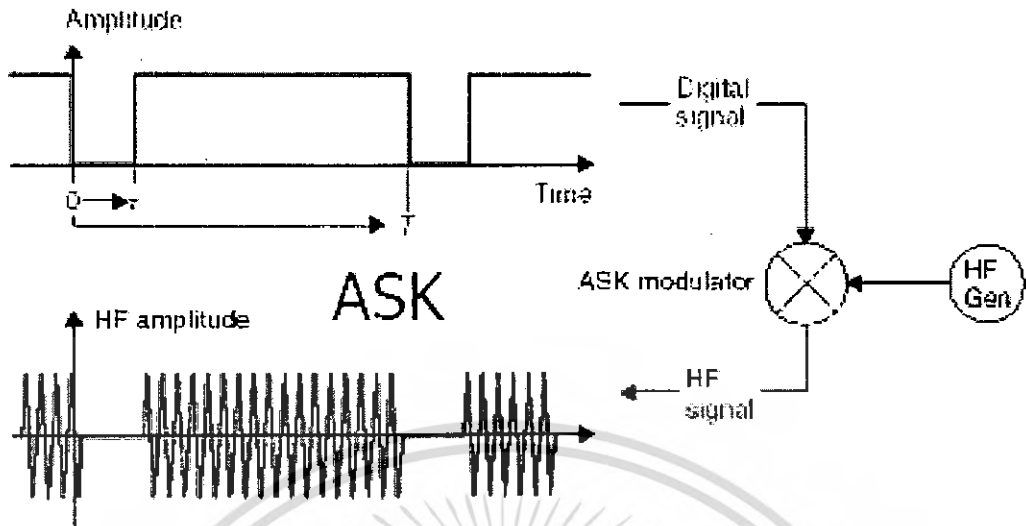 Amplitude
Digital
signal
0
τ
Time
T
ASK modulator
HF
Gen
ASK
HF amplitude
HF
signal